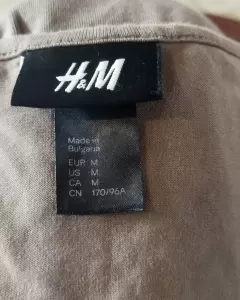 H&M
Made in
Bulgaria
EUR M
US M
CA M
CN 170/96A